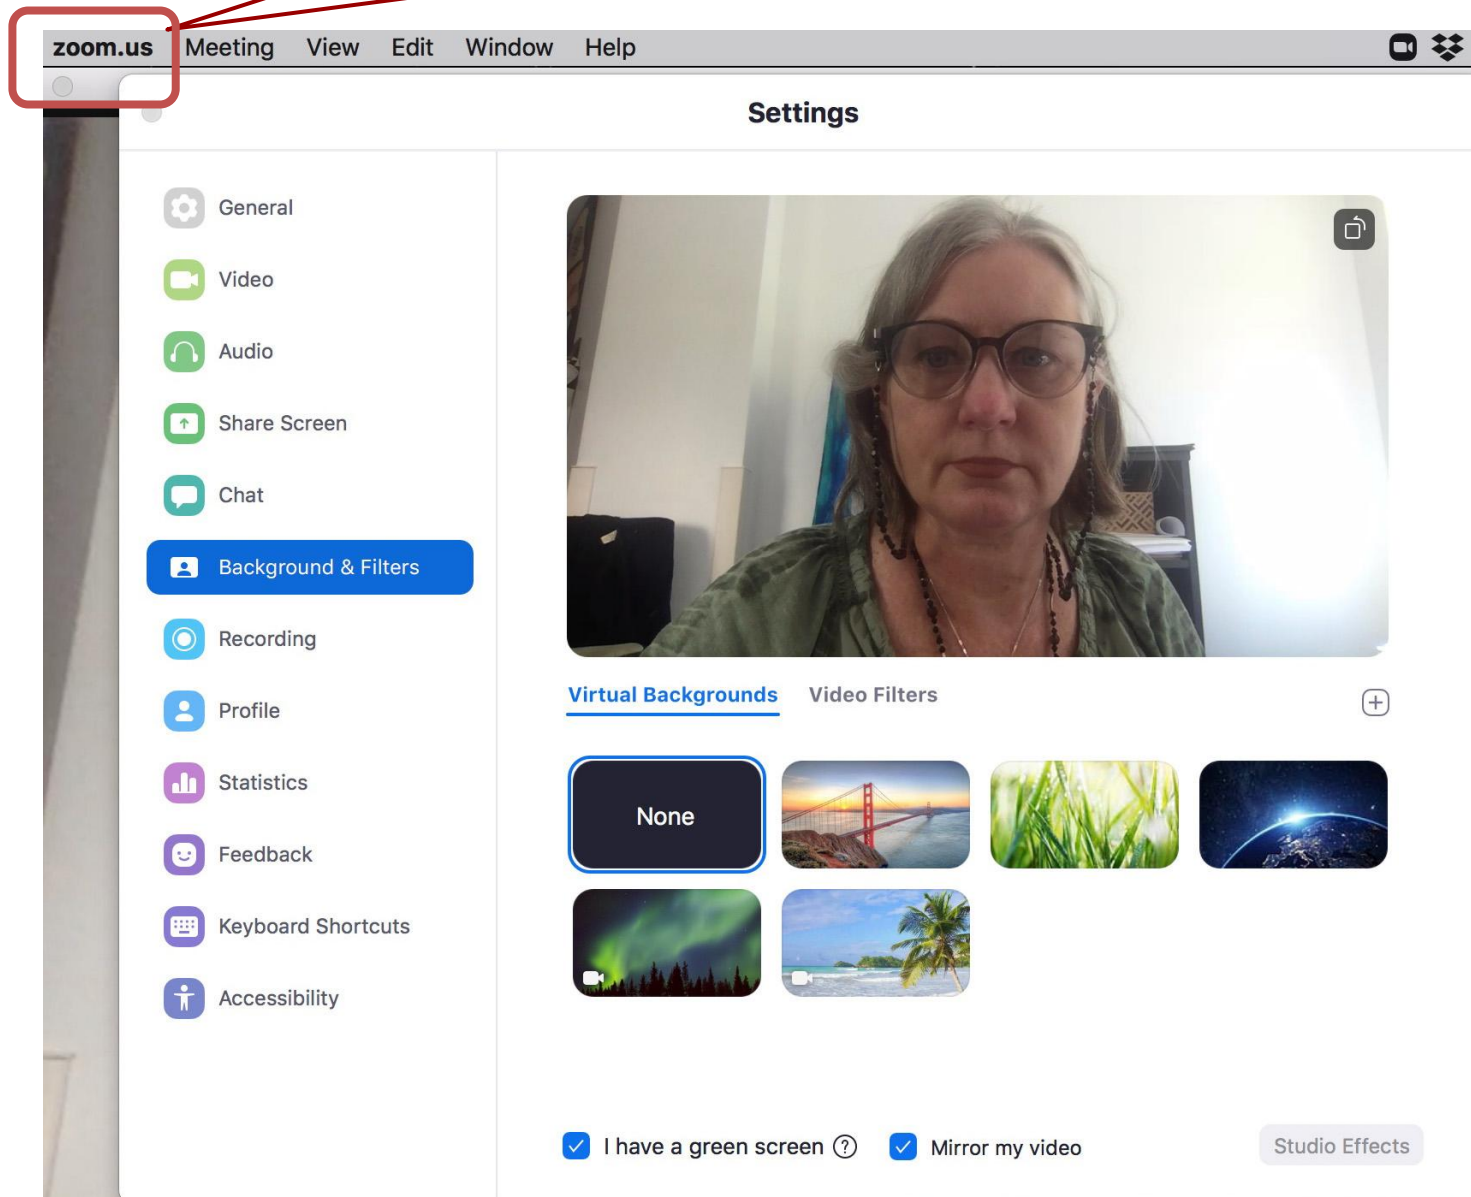 zoom.us Meeting View Edit Window Help
Settings
General
Video
Audio
Share Screen
Chat
Background & Filters
Recording
Profile
Statistics
Feedback
Keyboard Shortcuts
Accessibility
Virtual Backgrounds Video Filters
None
I have a green screen ? Mirror my video Studio Effects